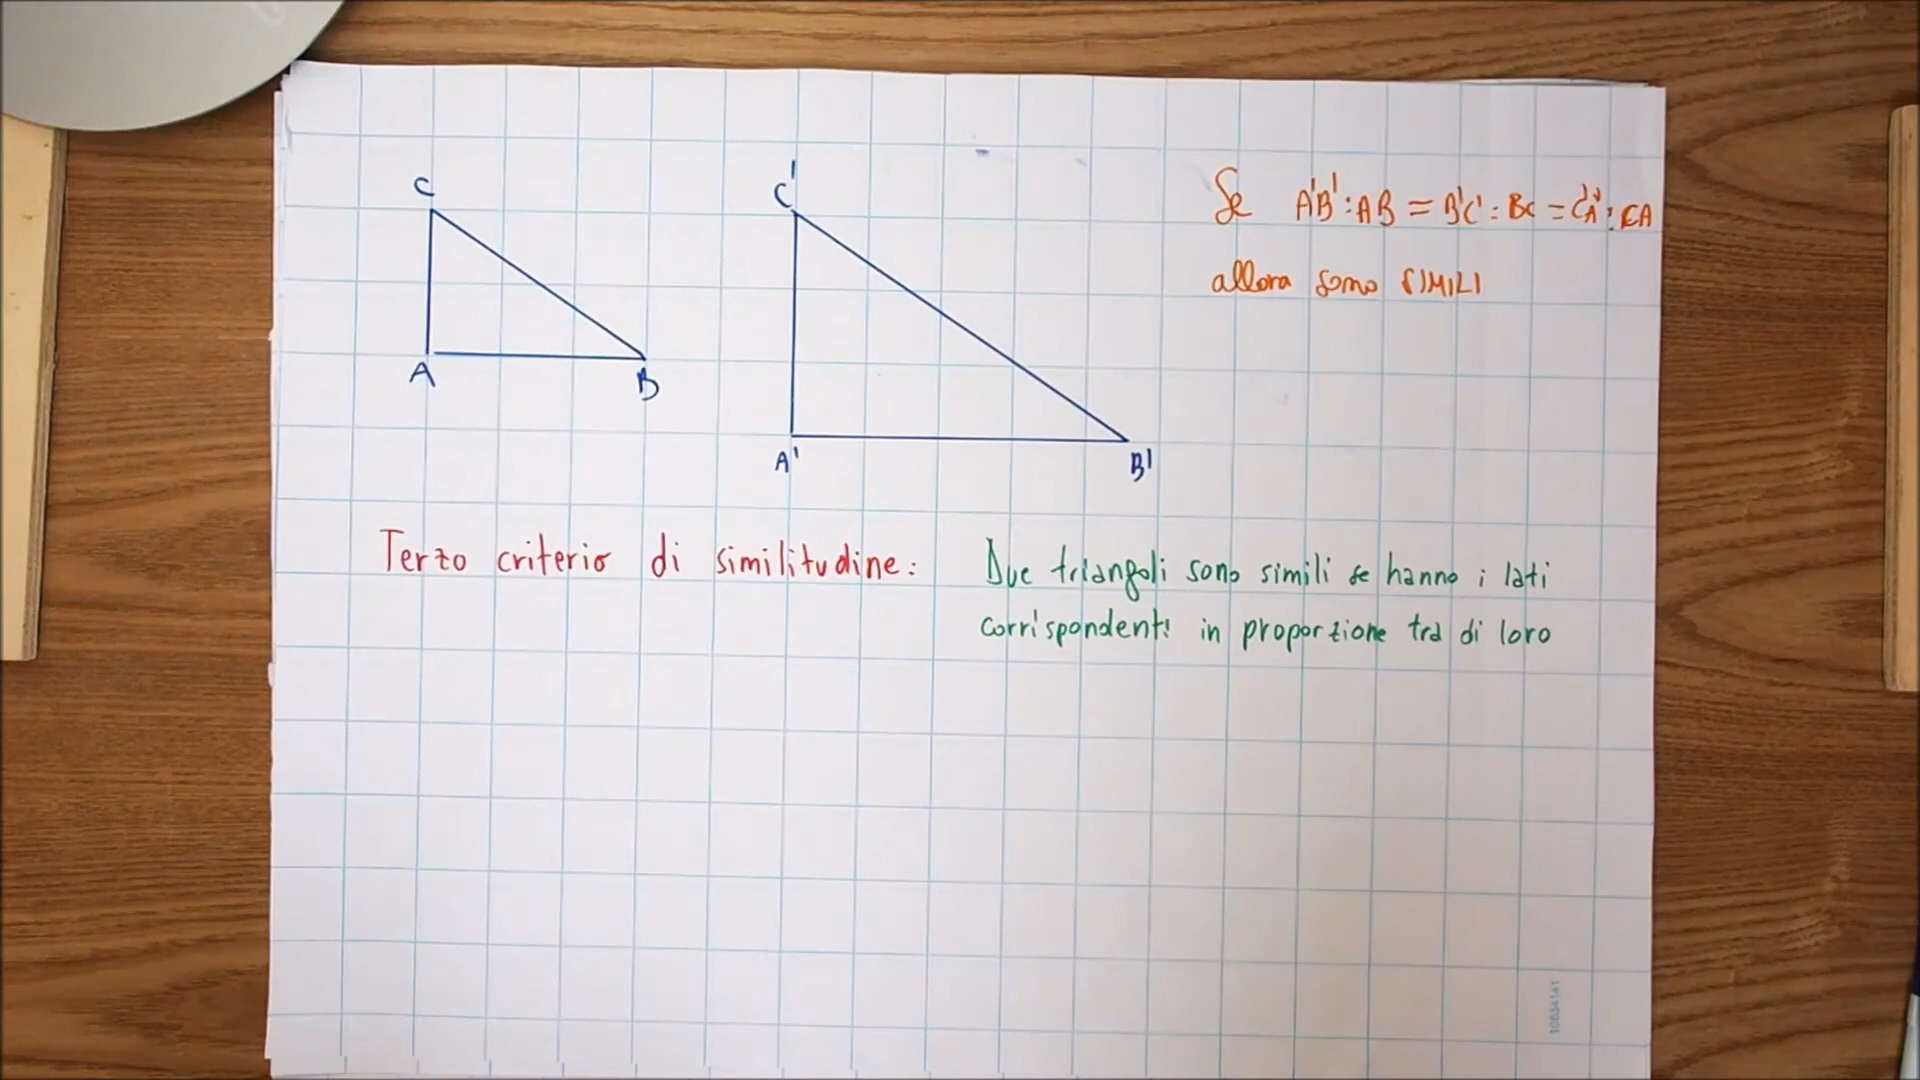 C
C'
Se A'B':AB = B'C':BC = C'A':CA
allora sono SIMILI
A
B
A'
B'
Terzo criterio di similitudine:
Due triangoli sono simili se hanno i lati
corrispondenti in proporzione tra di loro
10634141